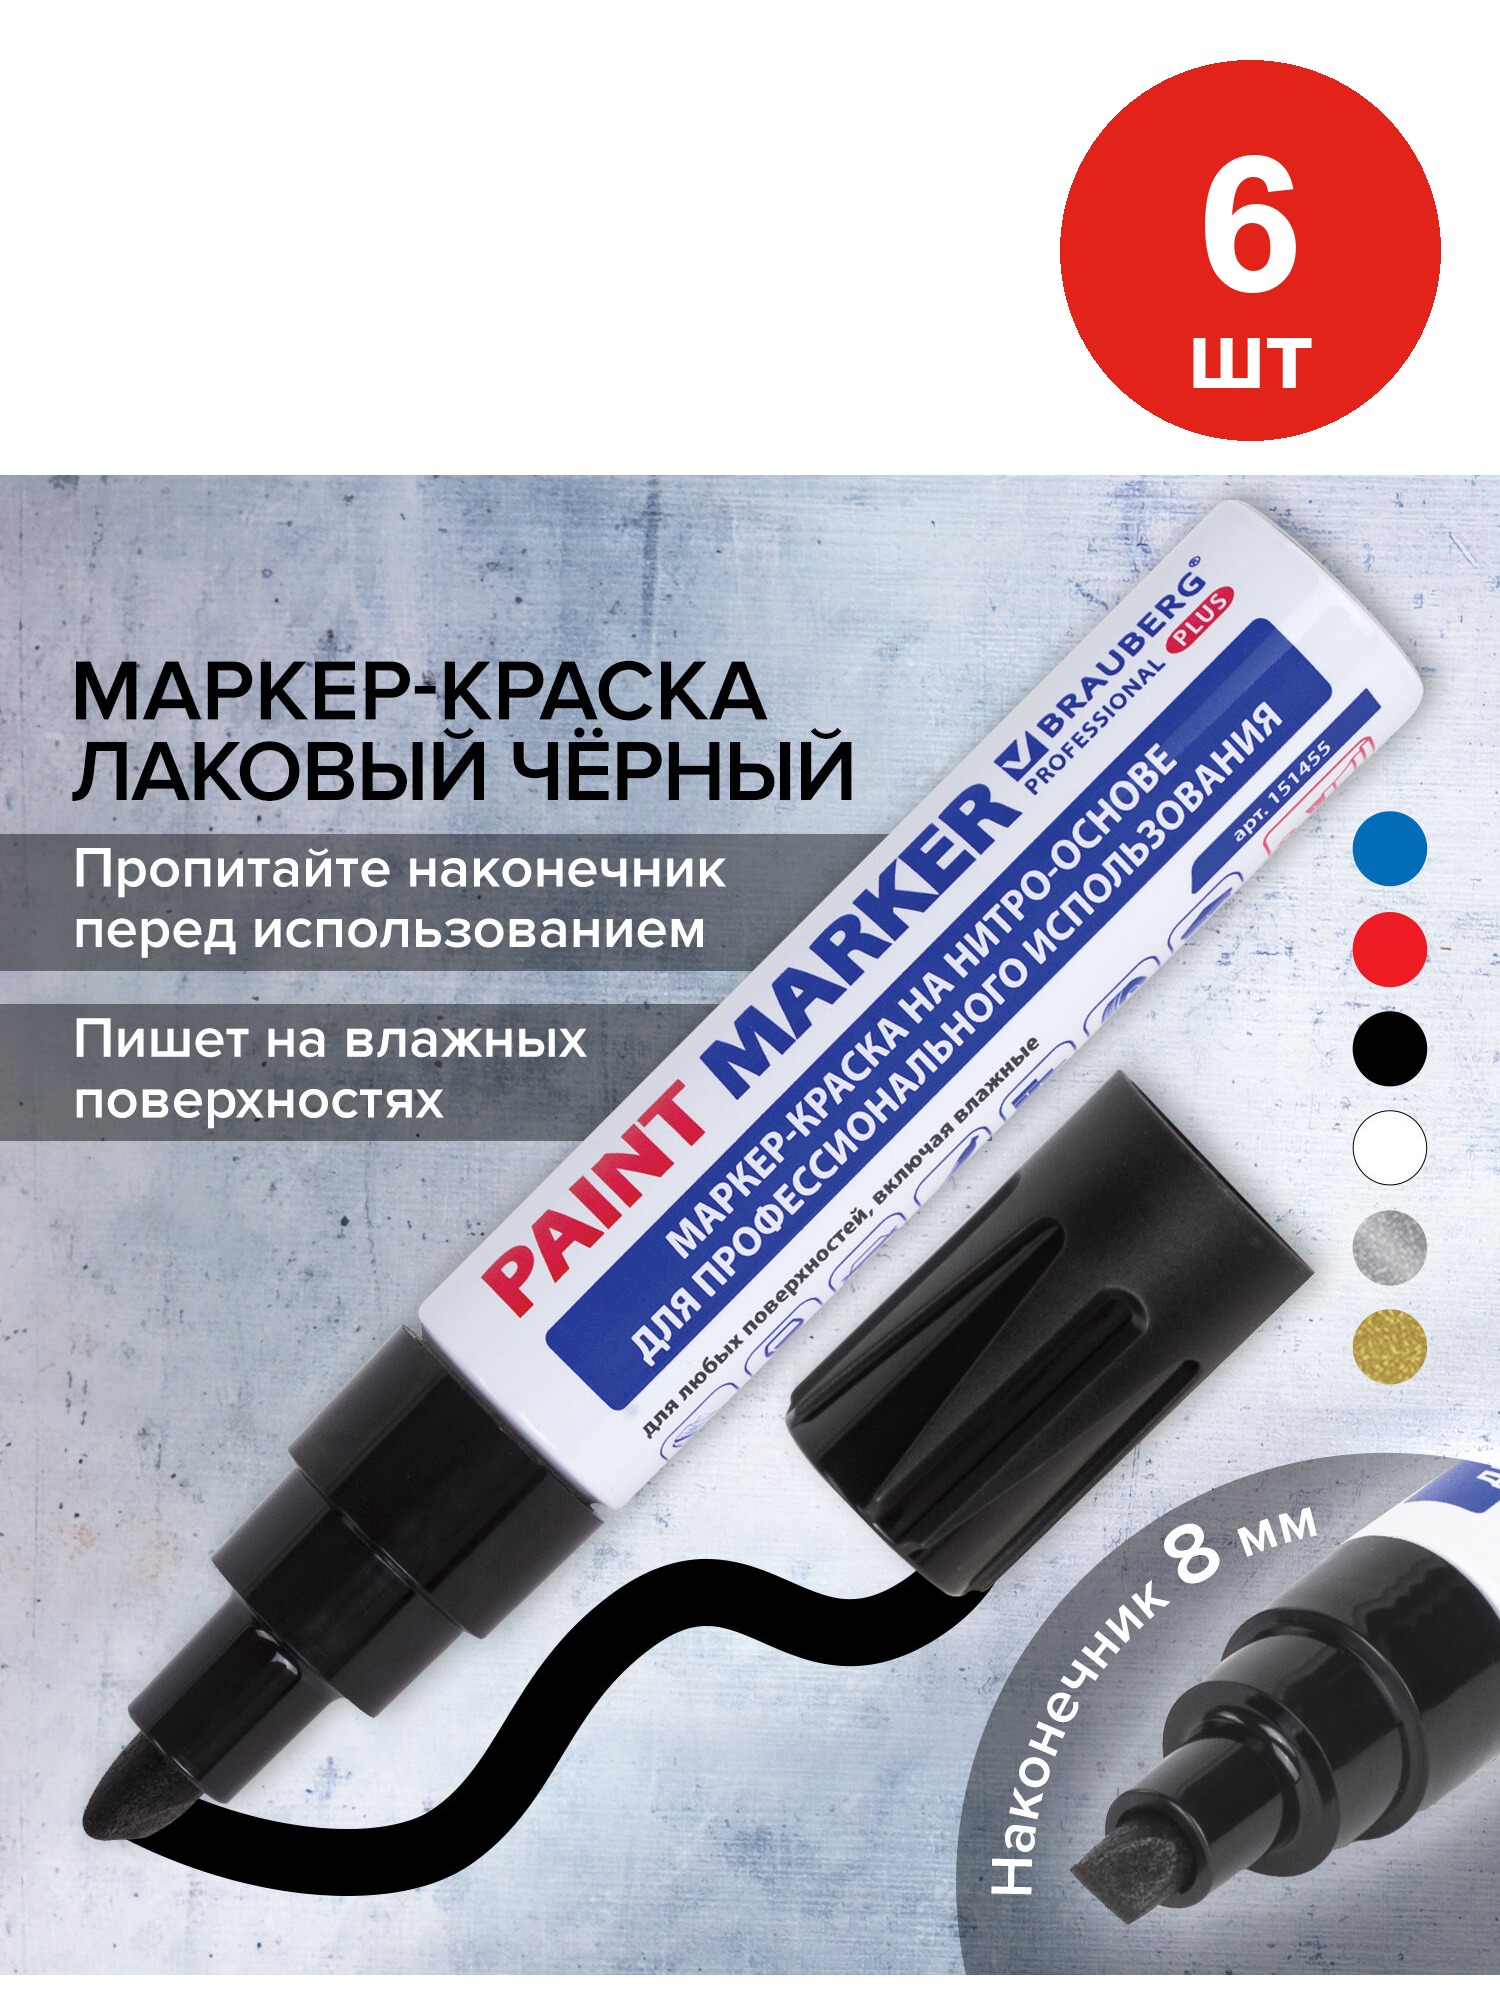 6
шт
МАРКЕР-КРАСКА
ЛАКОВЫЙ ЧЁРНЫЙ
Пропитайте наконечник
перед использованием
Пишет на влажных
поверхностях
BRAUBERG®
PROFESSIONAL PLUS
PAINT MARKER
МАРКЕР-КРАСКА НА НИТРО-ОСНОВЕ
ДЛЯ ПРОФЕССИОНАЛЬНОГО ИСПОЛЬЗОВАНИЯ
для любых поверхностей, включая влажные
арт. 151455
Наконечник 8 мм